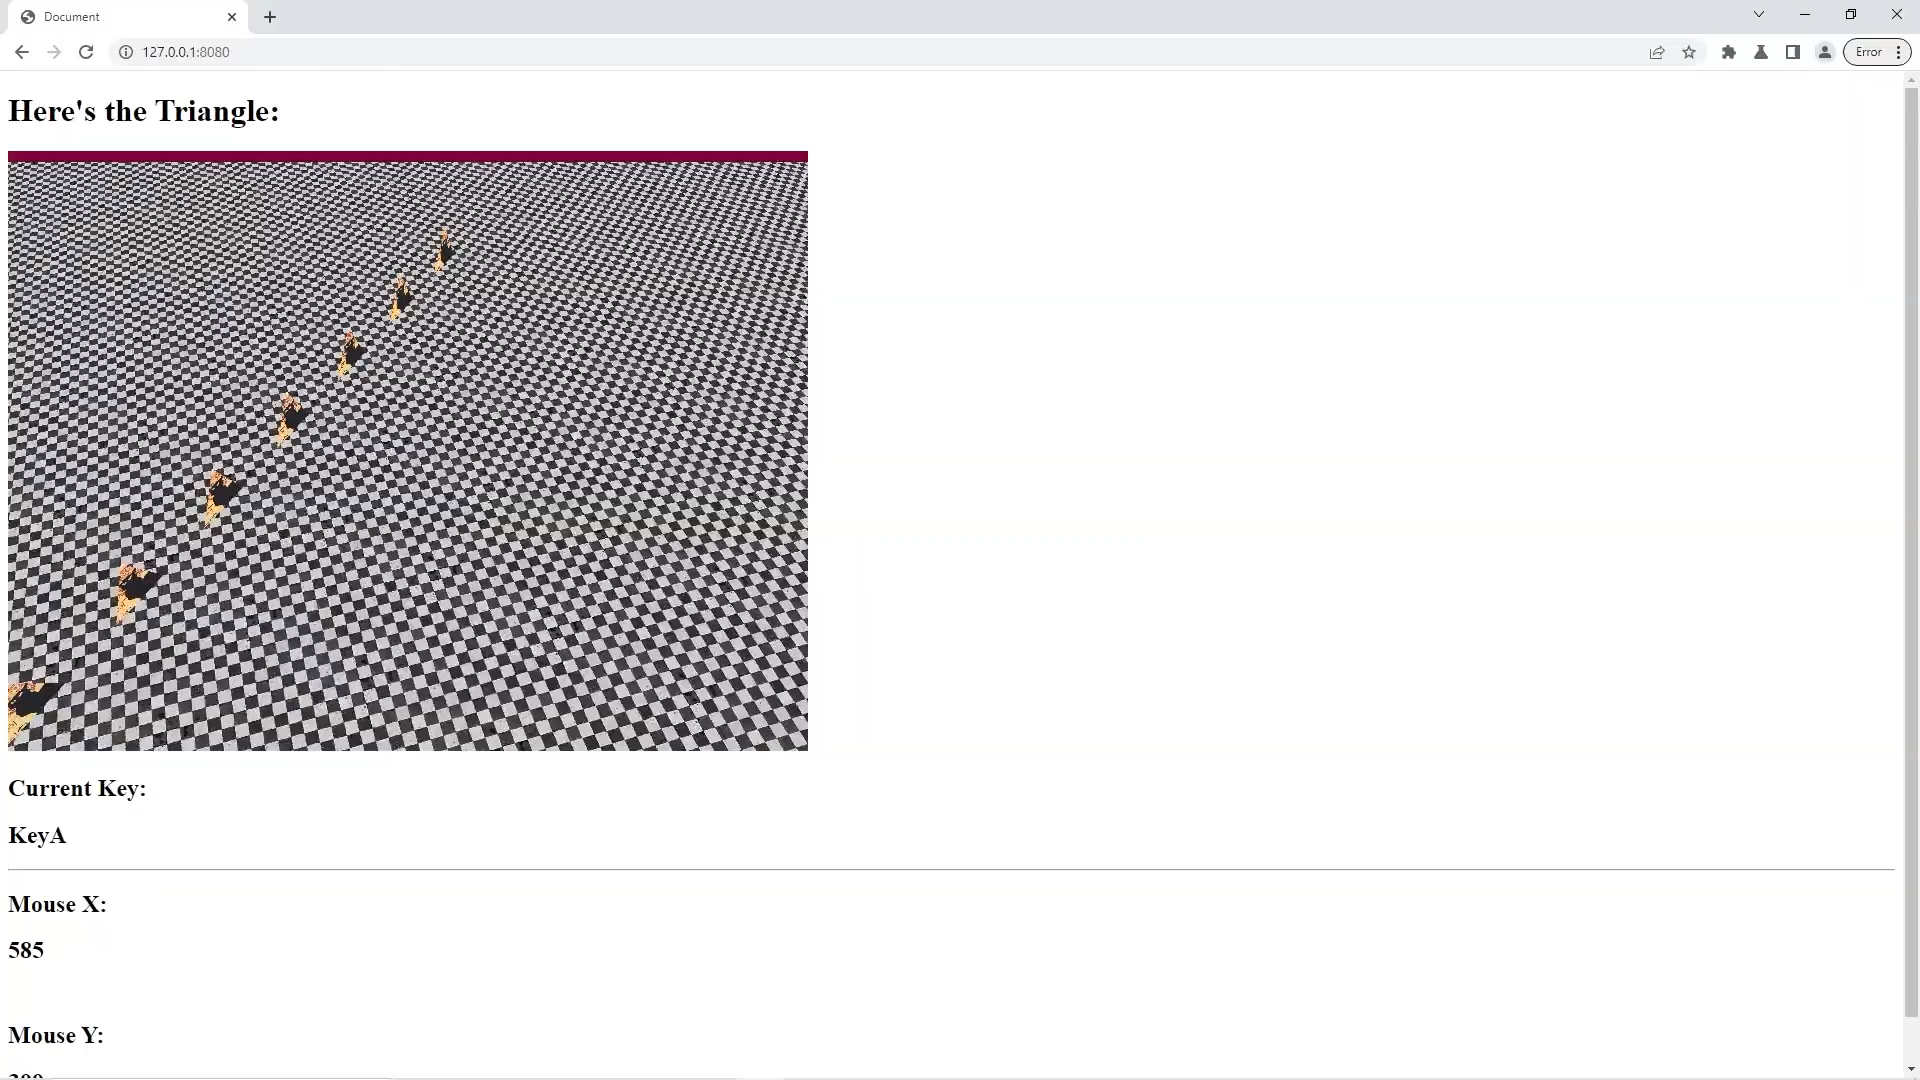 Document
127.0.0.1:8080
Error
Here's the Triangle:
Current Key:
KeyA
Mouse X:
585
Mouse Y: